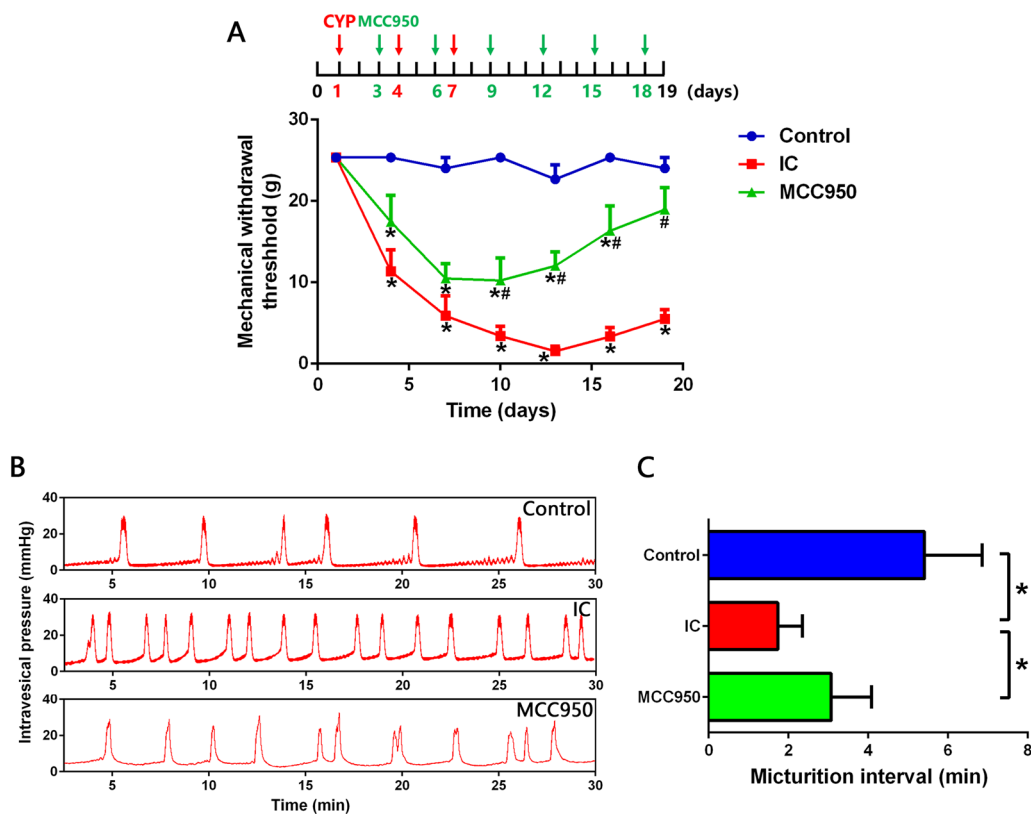 A
CYP MCC950
0 1 3 4 6 7 9 12 15 18 19 (days)
30
20
10
0
Mechanical withdrawal
threshhold (g)
* * *# *# *# #
* * * * * *
0 5 10 15 20
Time (days)
Control
IC
MCC950
B
Intravesical pressure (mmHg)
40
20
0
Control
5 10 15 20 25 30
40
20
0
IC
5 10 15 20 25 30
40
20
0
MCC950
5 10 15 20 25 30
Time (min)
C
Control
IC
MCC950
*
*
0 2 4 6 8
Micturition interval (min)